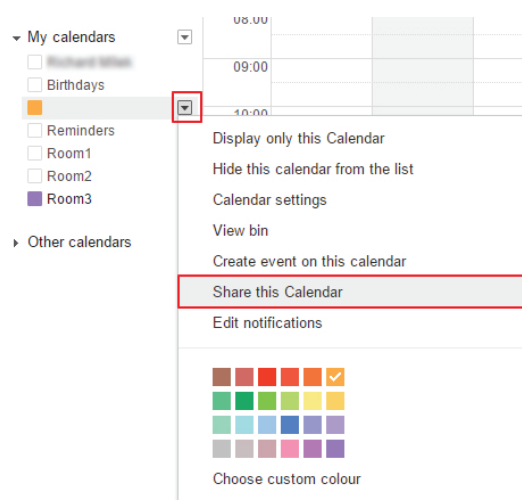 08:00
My calendars
09:00
Birthdays
10:00
Reminders
Room1
Room2
Room3
Other calendars
Display only this Calendar
Hide this calendar from the list
Calendar settings
View bin
Create event on this calendar
Share this Calendar
Edit notifications
Choose custom colour